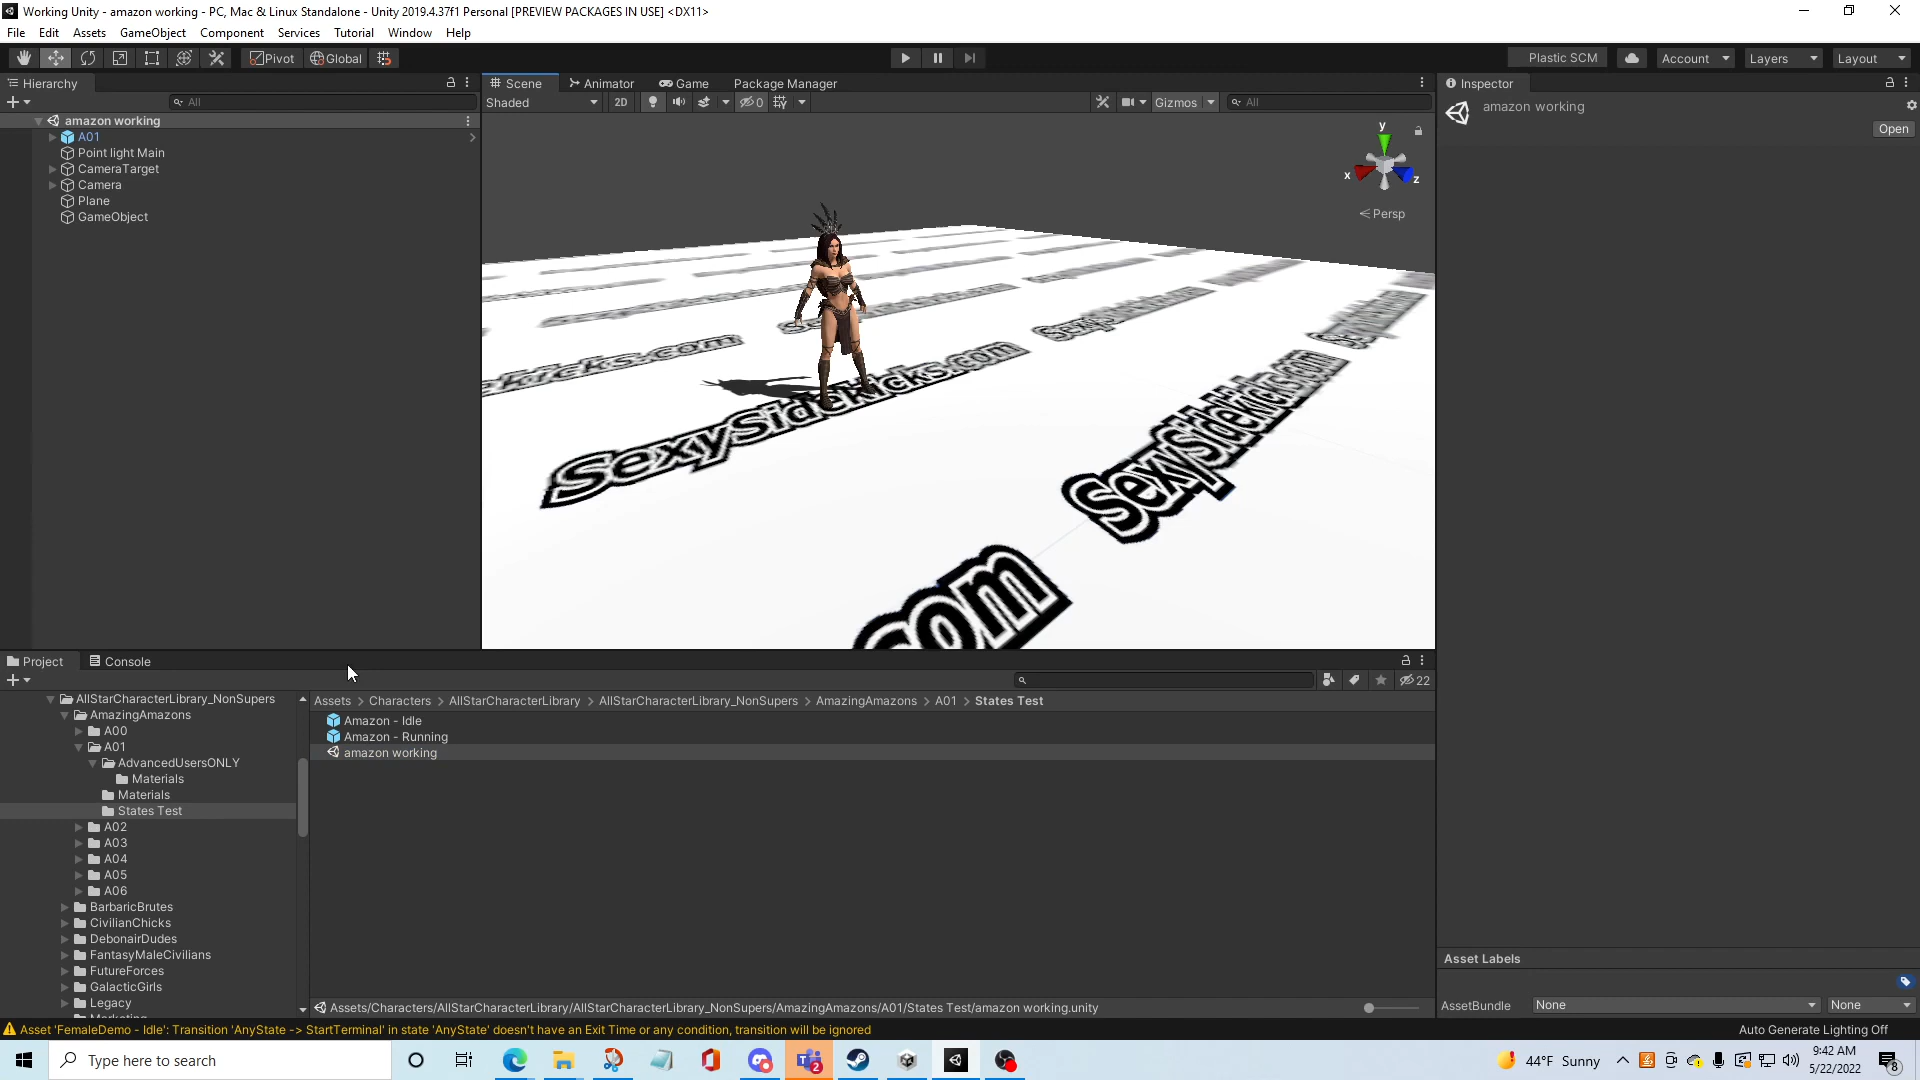 Working Unity - amazon working - PC, Mac & Linux Standalone - Unity 2019.4.37f1 Personal [PREVIEW PACKAGES IN USE] <DX11>
File Edit Assets GameObject Component Services Tutorial Window Help
Pivot Global Plastic SCM Account Layers Layout
Hierarchy
All
amazon working
A01
Point light Main
CameraTarget
Camera
Plane
GameObject
Scene Animator Game Package Manager
Shaded 2D 0 Gizmos All
y
x
z
Persp
SexySidekicks.com
SexySidekicks.com
com
Inspector
amazon working
Open
Project Console
22
AllStarCharacterLibrary_NonSupers
AmazingAmazons
A00
A01
AdvancedUsersONLY
Materials
Materials
States Test
A02
A03
A04
A05
A06
BarbaricBrutes
CivilianChicks
DebonairDudes
FantasyMaleCivilians
FutureForces
GalacticGirls
Legacy
Assets > Characters > AllStarCharacterLibrary > AllStarCharacterLibrary_NonSupers > AmazingAmazons > A01 > States Test
Amazon - Idle
Amazon - Running
amazon working
Assets/Characters/AllStarCharacterLibrary/AllStarCharacterLibrary_NonSupers/AmazingAmazons/A01/States Test/amazon working.unity
Asset Labels
AssetBundle None None
Asset 'FemaleDemo - Idle': Transition 'AnyState -> StartTerminal' in state 'AnyState' doesn't have an Exit Time or any condition, transition will be ignored
Auto Generate Lighting Off
Type here to search
2
44°F Sunny
9:42 AM
5/22/2022
8